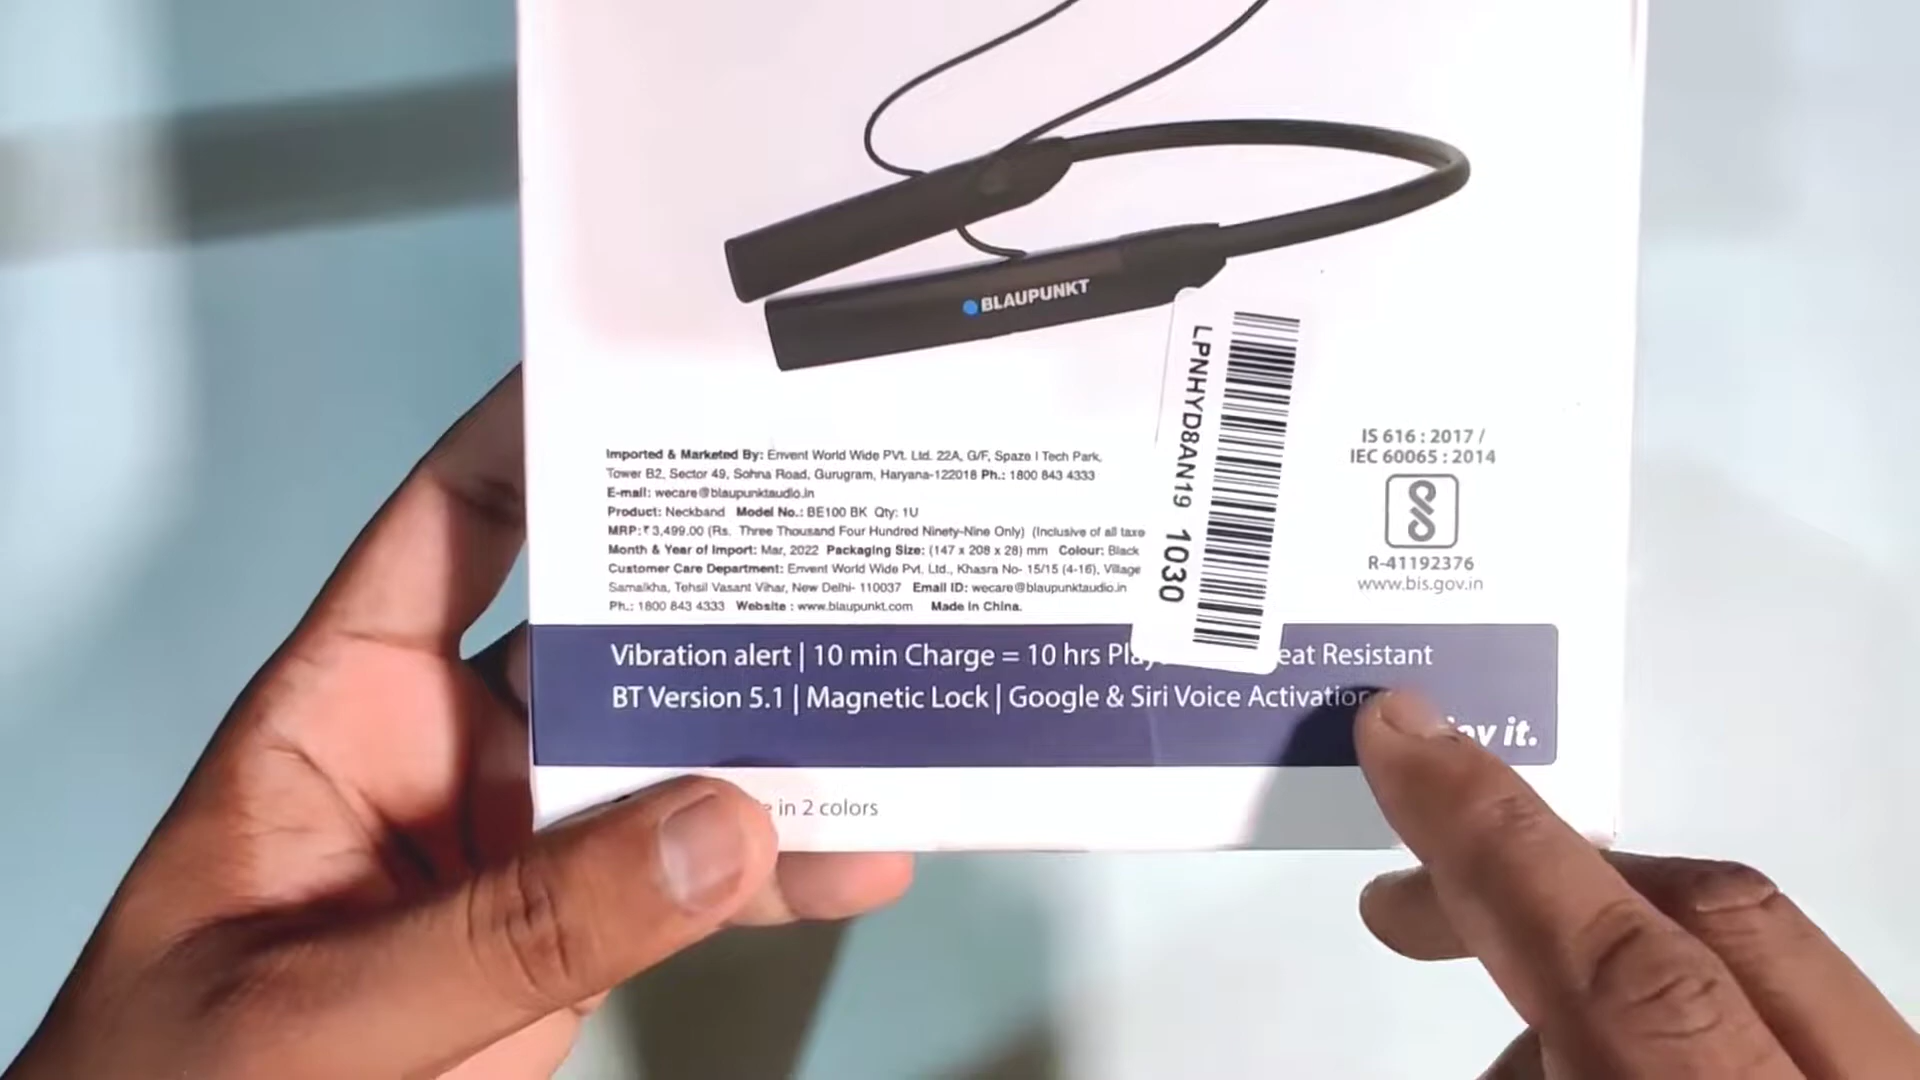 BLAUPUNKT
LPNHYD8AN19 1030
IS 616 : 2017 /
IEC 60065 : 2014
R-41192376
www.bis.gov.in
Imported & Marketed By: Envent World Wide PVt. Ltd. 22A, G/F, Spaze I Tech Park,
Tower B2, Sector 49, Sohna Road, Gurugram, Haryana-122018 Ph.: 1800 843 4333
E-mail: wecare@blaupunktaudio.in
Product: Neckband Model No.: BE100 BK Qty: 1U
MRP:₹3,499.00 (Rs. Three Thousand Four Hundred Ninety-Nine Only) (Inclusive of all taxe
Month & Year of Import: Mar, 2022 Packaging Size: (147 x 208 x 28) mm Colour: Black
Customer Care Department: Envent World Wide Pvt. Ltd., Khasra No- 15/15 (4-16), Village
Samalkha, Tehsil Vasant Vihar, New Delhi- 110037 Email ID: wecare@blaupunktaudio.in
Ph.: 1800 843 4333 Website : www.blaupunkt.com Made in China.
Vibration alert | 10 min Charge = 10 hrs Resistant
BT Version 5.1 | Magnetic Lock | Google & Siri Voice Activation
it.
in 2 colors